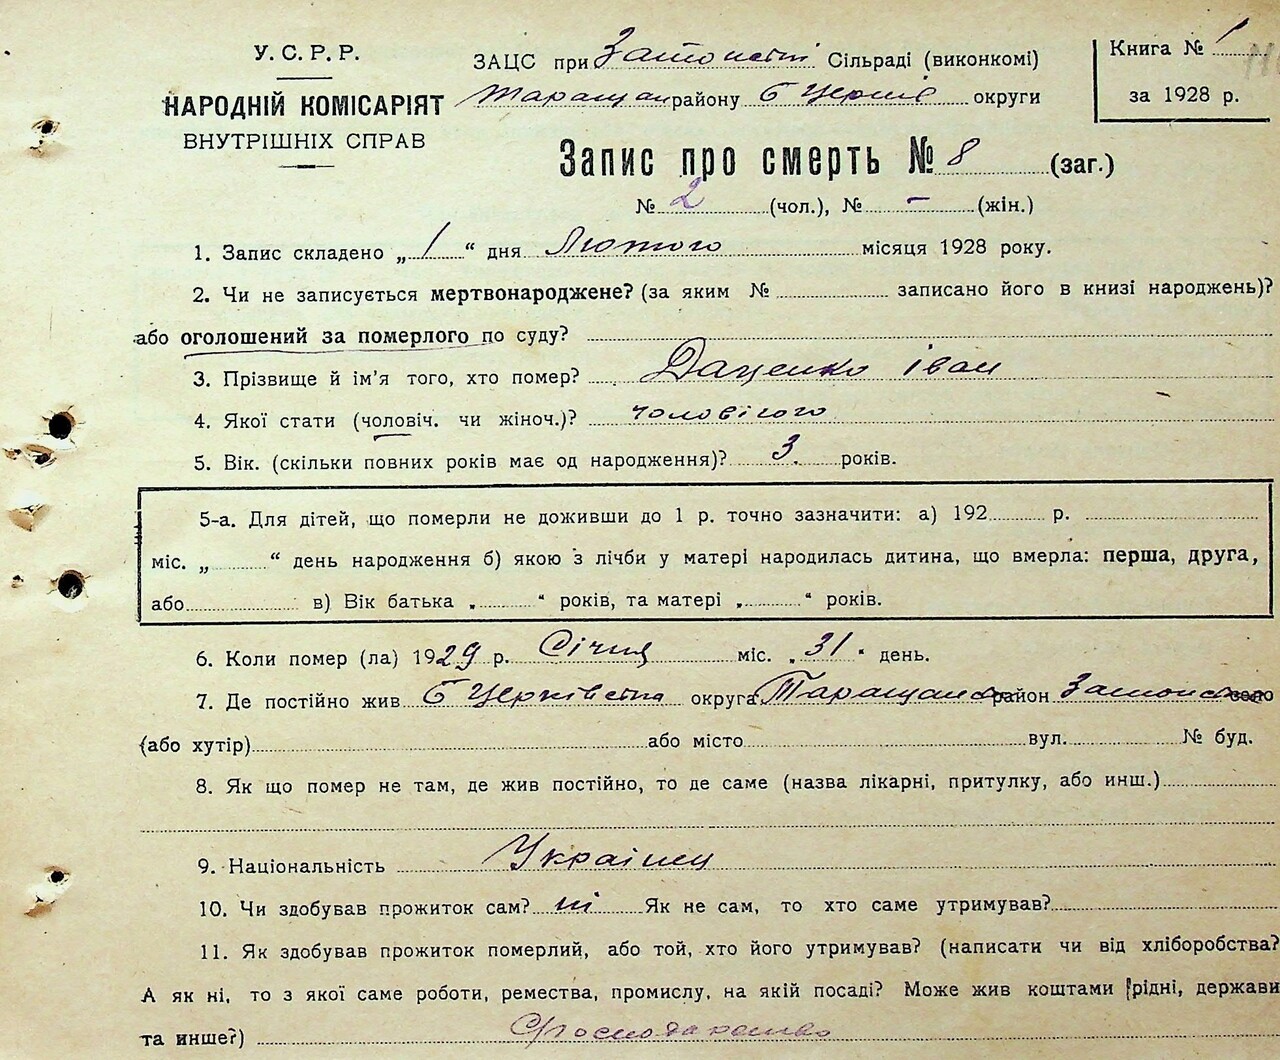 У.С.Р.Р.
НАРОДНІЙ КОМІСАРІЯТ
ВНУТРІШНІХ СПРАВ
ЗАЦС при Сільраді (виконкомі)
Таращан району Б Церків округи
Книга № 1
за 1928 р.
Запис про смерть № 8 (заг.)
№ 2 (чол.), № - (жін.)
1. Запис складено „ 1 “ дня Лютого місяця 1928 року.
2. Чи не записується мертвонароджене? (за яким № записано його в книзі народжень)?
або оголошений за померлого по суду?
3. Прізвище й ім'я того, хто помер? Даценко Іван
4. Якої стати (чоловіч. чи жіноч.)? чоловічого
5. Вік. (скільки повних років має од народження)? 3. років.
5-а. Для дітей, що померли не доживши до 1 р. точно зазначити: а) 192 р.
міс. „ “ день народження б) якою з лічби у матері народилась дитина, що вмерла: перша, друга,
або в) Вік батька „ “ років, та матері „ “ років.
6. Коли помер (ла) 1929 р. Січня міс. „ 31 “ день.
7. Де постійно жив Б Церківська округа Таращанс район село
(або хутір) або місто вул. № буд.
8. Як що помер не там, де жив постійно, то де саме (назва лікарні, притулку, або инш.)
9. Національність Українец
10. Чи здобував прожиток сам? ні Як не сам, то хто саме утримував?
11. Як здобував прожиток померлий, або той, хто його утримував? (написати чи від хліборобства?
А як ні, то з якої саме роботи, ремества, промислу, на якій посаді? Може жив коштами рідні, держави
та инше?)